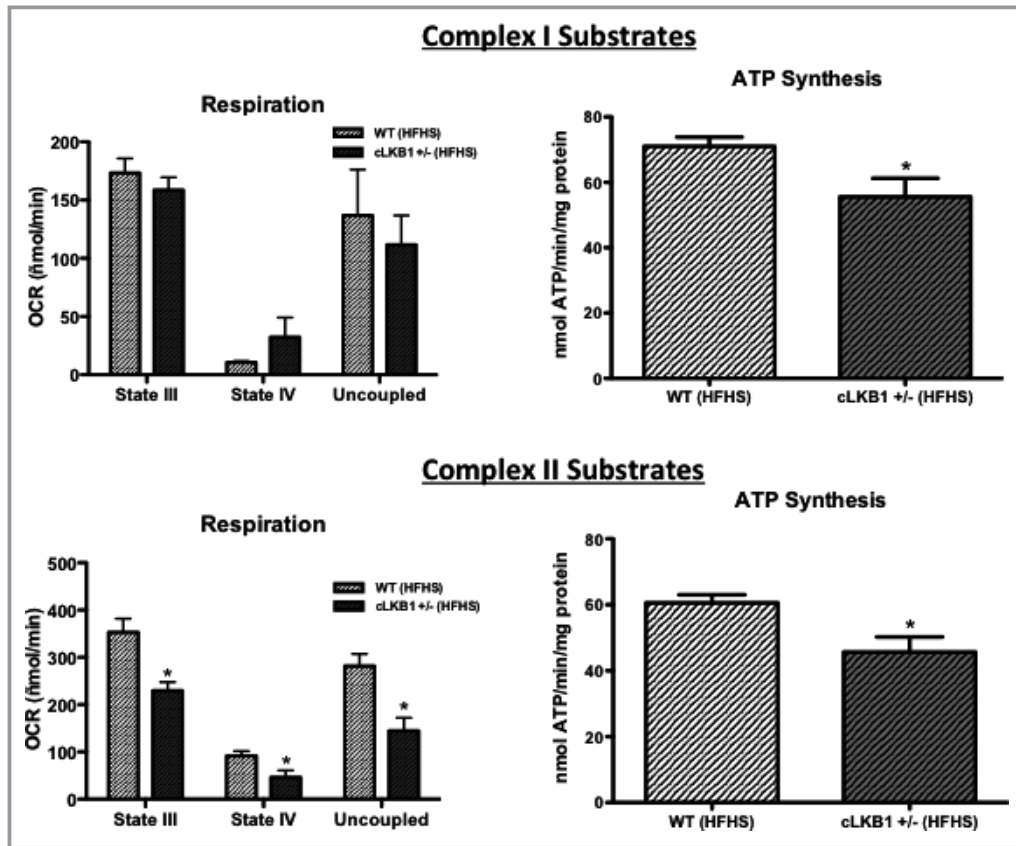 Complex I Substrates
Respiration
WT (HFHS)
cLKB1 +/- (HFHS)
200
150
100
50
0
OCR (ñmol/min)
State III
State IV
Uncoupled
ATP Synthesis
80
60
40
20
0
nmol ATP/min/mg protein
*
WT (HFHS)
cLKB1 +/- (HFHS)
Complex II Substrates
Respiration
WT (HFHS)
cLKB1 +/- (HFHS)
500
400
300
200
100
0
OCR (ñmol/min)
*
*
*
State III
State IV
Uncoupled
ATP Synthesis
80
60
40
20
0
nmol ATP/min/mg protein
*
WT (HFHS)
cLKB1 +/- (HFHS)